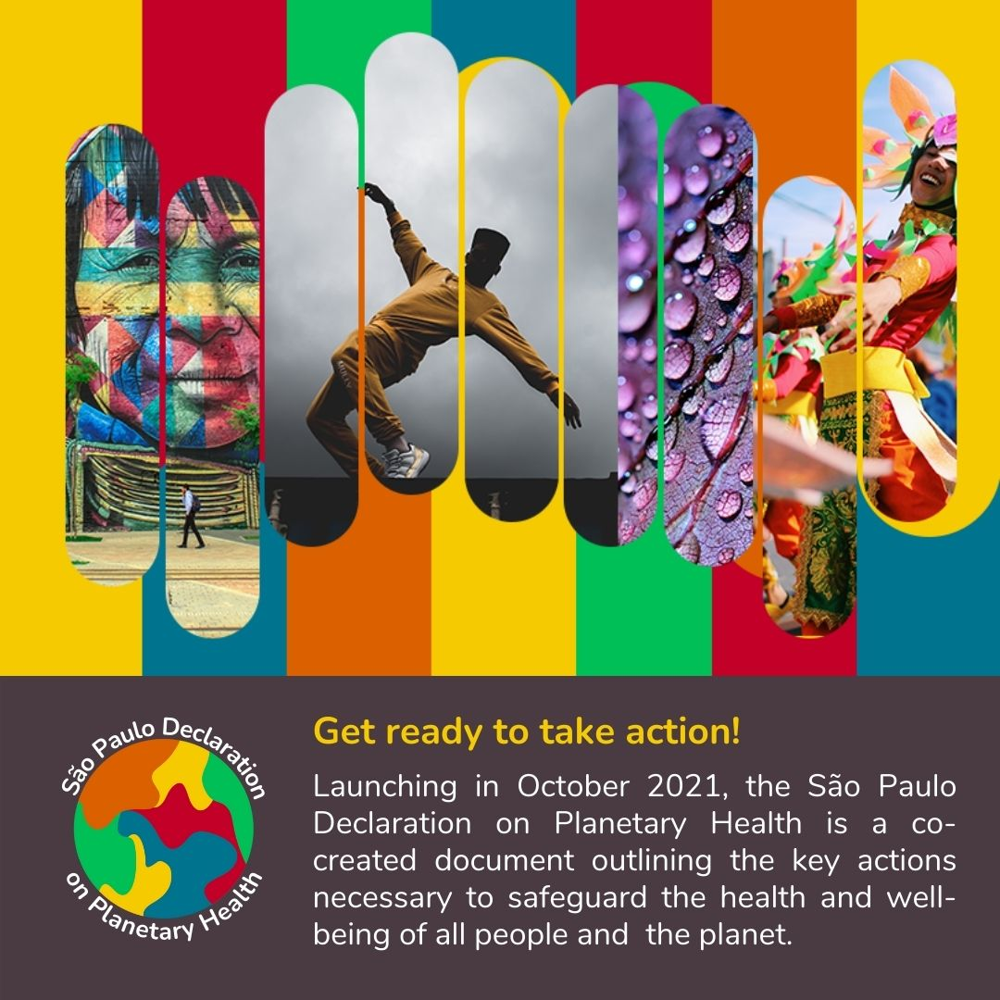 São Paulo Declaration
on Planetary Health
Get ready to take action!
Launching in October 2021, the São Paulo
Declaration on Planetary Health is a co-
created document outlining the key actions
necessary to safeguard the health and well-
being of all people and the planet.